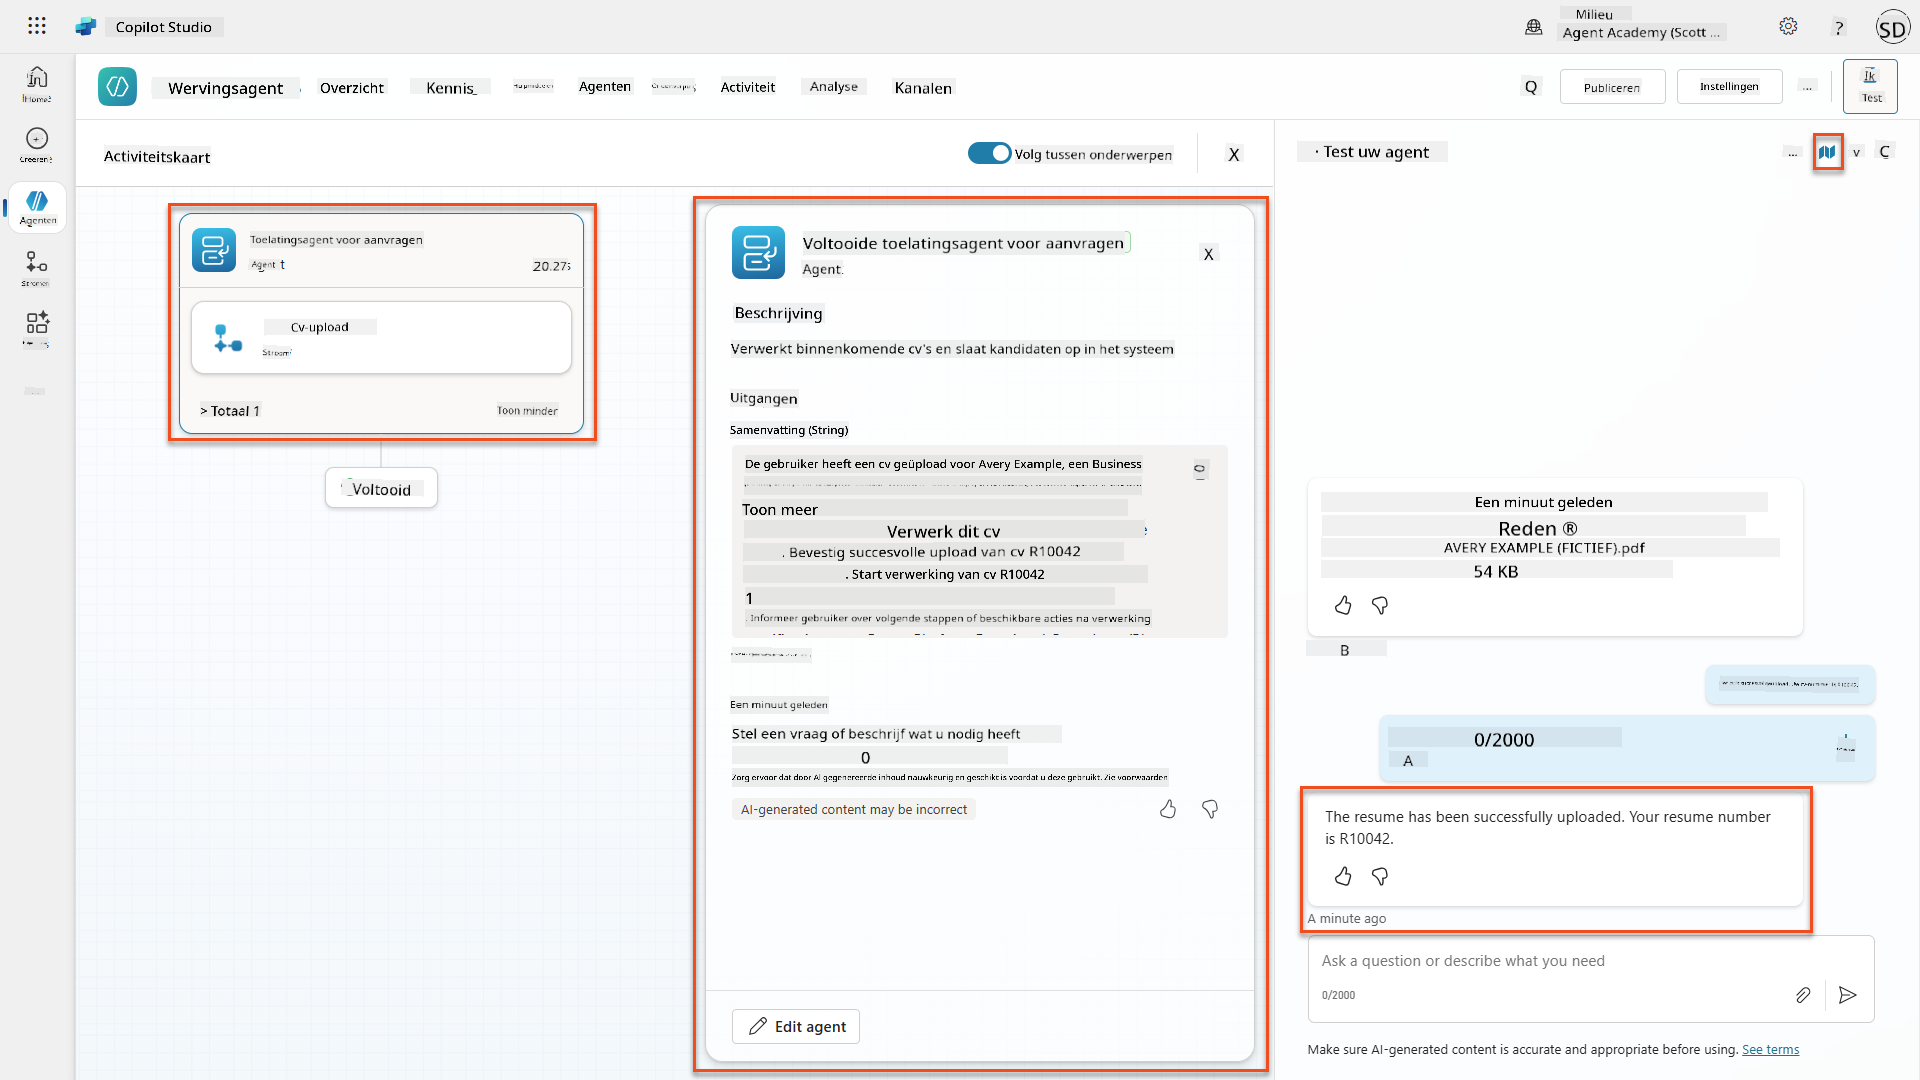 Copilot Studio
Milieu
Agent Academy (Scott ...
?
SD
Home
Wervingsagent
Overzicht
Kennis
Agenten
Activiteit
Analyse
Kanalen
Q
Publiceren
Instellingen
...
Test
Creëren
Agenten
Stromen
Activiteitskaart
Volg tussen onderwerpen
X
· Test uw agent
...
v
C
Toelatingsagent voor aanvragen
Agent
20.27s
Cv-upload
Stroom
> Totaal 1
Toon minder
Voltooid
Voltooide toelatingsagent voor aanvragen
Agent.
X
Beschrijving
Verwerkt binnenkomende cv's en slaat kandidaten op in het systeem
Uitgangen
Samenvatting (String)
De gebruiker heeft een cv geüpload voor Avery Example, een Business
Toon meer
Verwerk dit cv
. Bevestig succesvolle upload van cv R10042
. Start verwerking van cv R10042
1
. Informeer gebruiker over volgende stappen of beschikbare acties na verwerking
Een minuut geleden
Stel een vraag of beschrijf wat u nodig heeft
0
Zorg ervoor dat door AI gegenereerde inhoud nauwkeurig en geschikt is voordat u deze gebruikt. Zie voorwaarden
AI-generated content may be incorrect
Edit agent
Een minuut geleden
Reden ®
AVERY EXAMPLE (FICTIEF).pdf
54 KB
B
0/2000
A
The resume has been successfully uploaded. Your resume number
is R10042.
A minute ago
Ask a question or describe what you need
0/2000
Make sure AI-generated content is accurate and appropriate before using. See terms